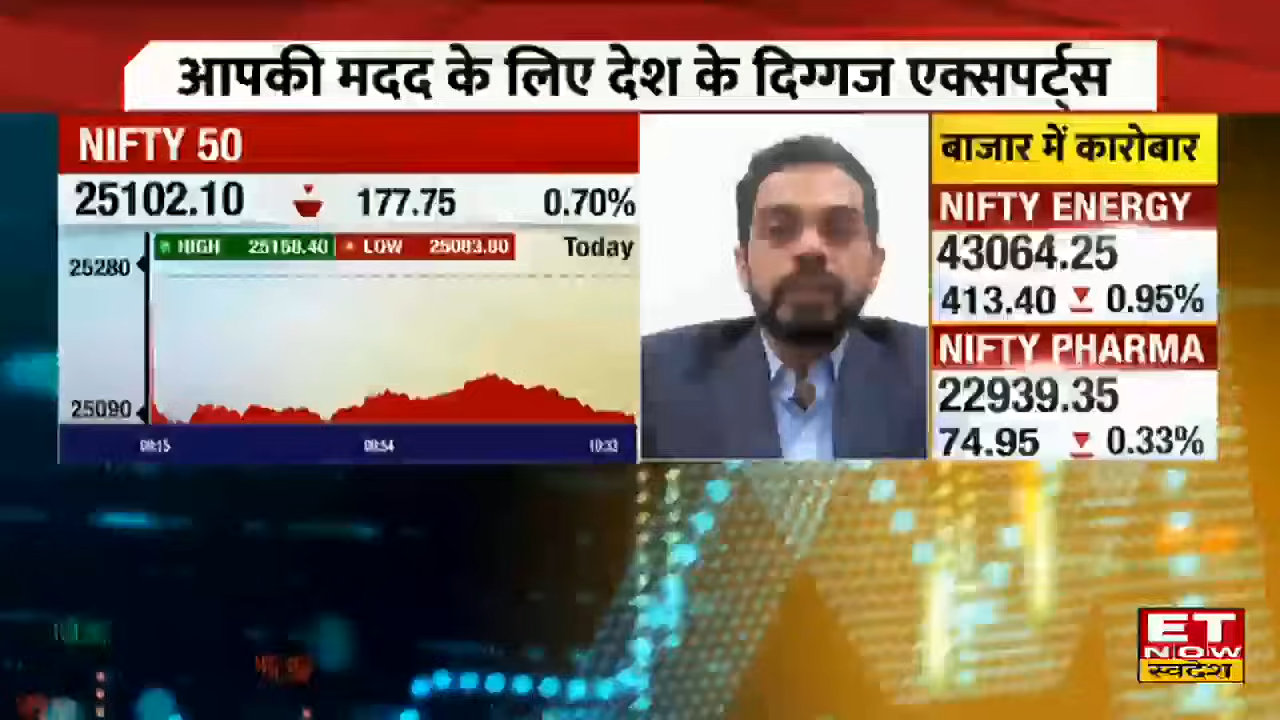 आपकी मदद के लिए देश के दिग्गज एक्सपर्ट्स
NIFTY 50
25102.10 177.75 0.70%
HIGH 25158.40 LOW 25083.80 Today
25280
25090
09:15 09:54 10:33
बाजार में कारोबार
NIFTY ENERGY
43064.25
413.40 0.95%
NIFTY PHARMA
22939.35
74.95 0.33%
ET
NOW
स्वदेश